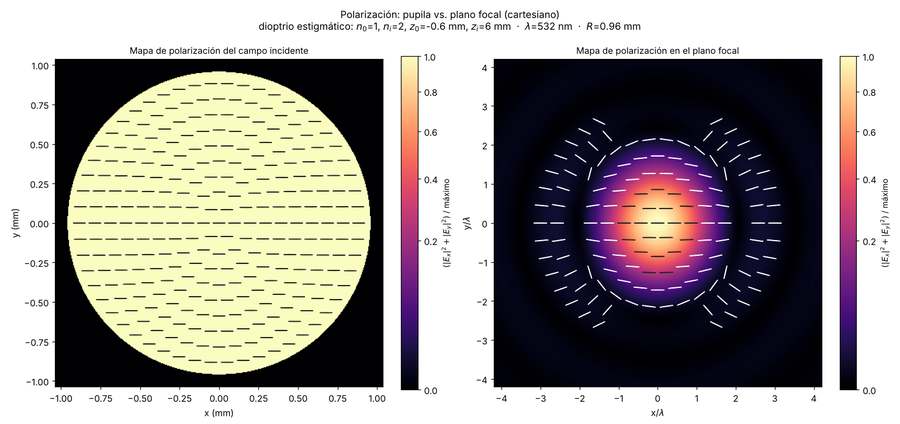 Polarización: pupila vs. plano focal (cartesiano)
dioptrio estigmático: n₀=1, nᵢ=2, z₀=-0.6 mm, zᵢ=6 mm · λ=532 nm · R=0.96 mm
Mapa de polarización del campo incidente
1.00
0.75
0.50
0.25
0.00
−0.25
−0.50
−0.75
−1.00
y (mm)
−1.00 −0.75 −0.50 −0.25 0.00 0.25 0.50 0.75 1.00
x (mm)
1.0
0.8
0.6
0.4
0.2
0.0
(|Eₓ|² + |Eᵧ|²) / máximo
Mapa de polarización en el plano focal
4
3
2
1
0
−1
−2
−3
−4
y/λ
−4 −3 −2 −1 0 1 2 3 4
x/λ
1.0
0.8
0.6
0.4
0.2
0.0
(|Eₓ|² + |Eᵧ|²) / máximo